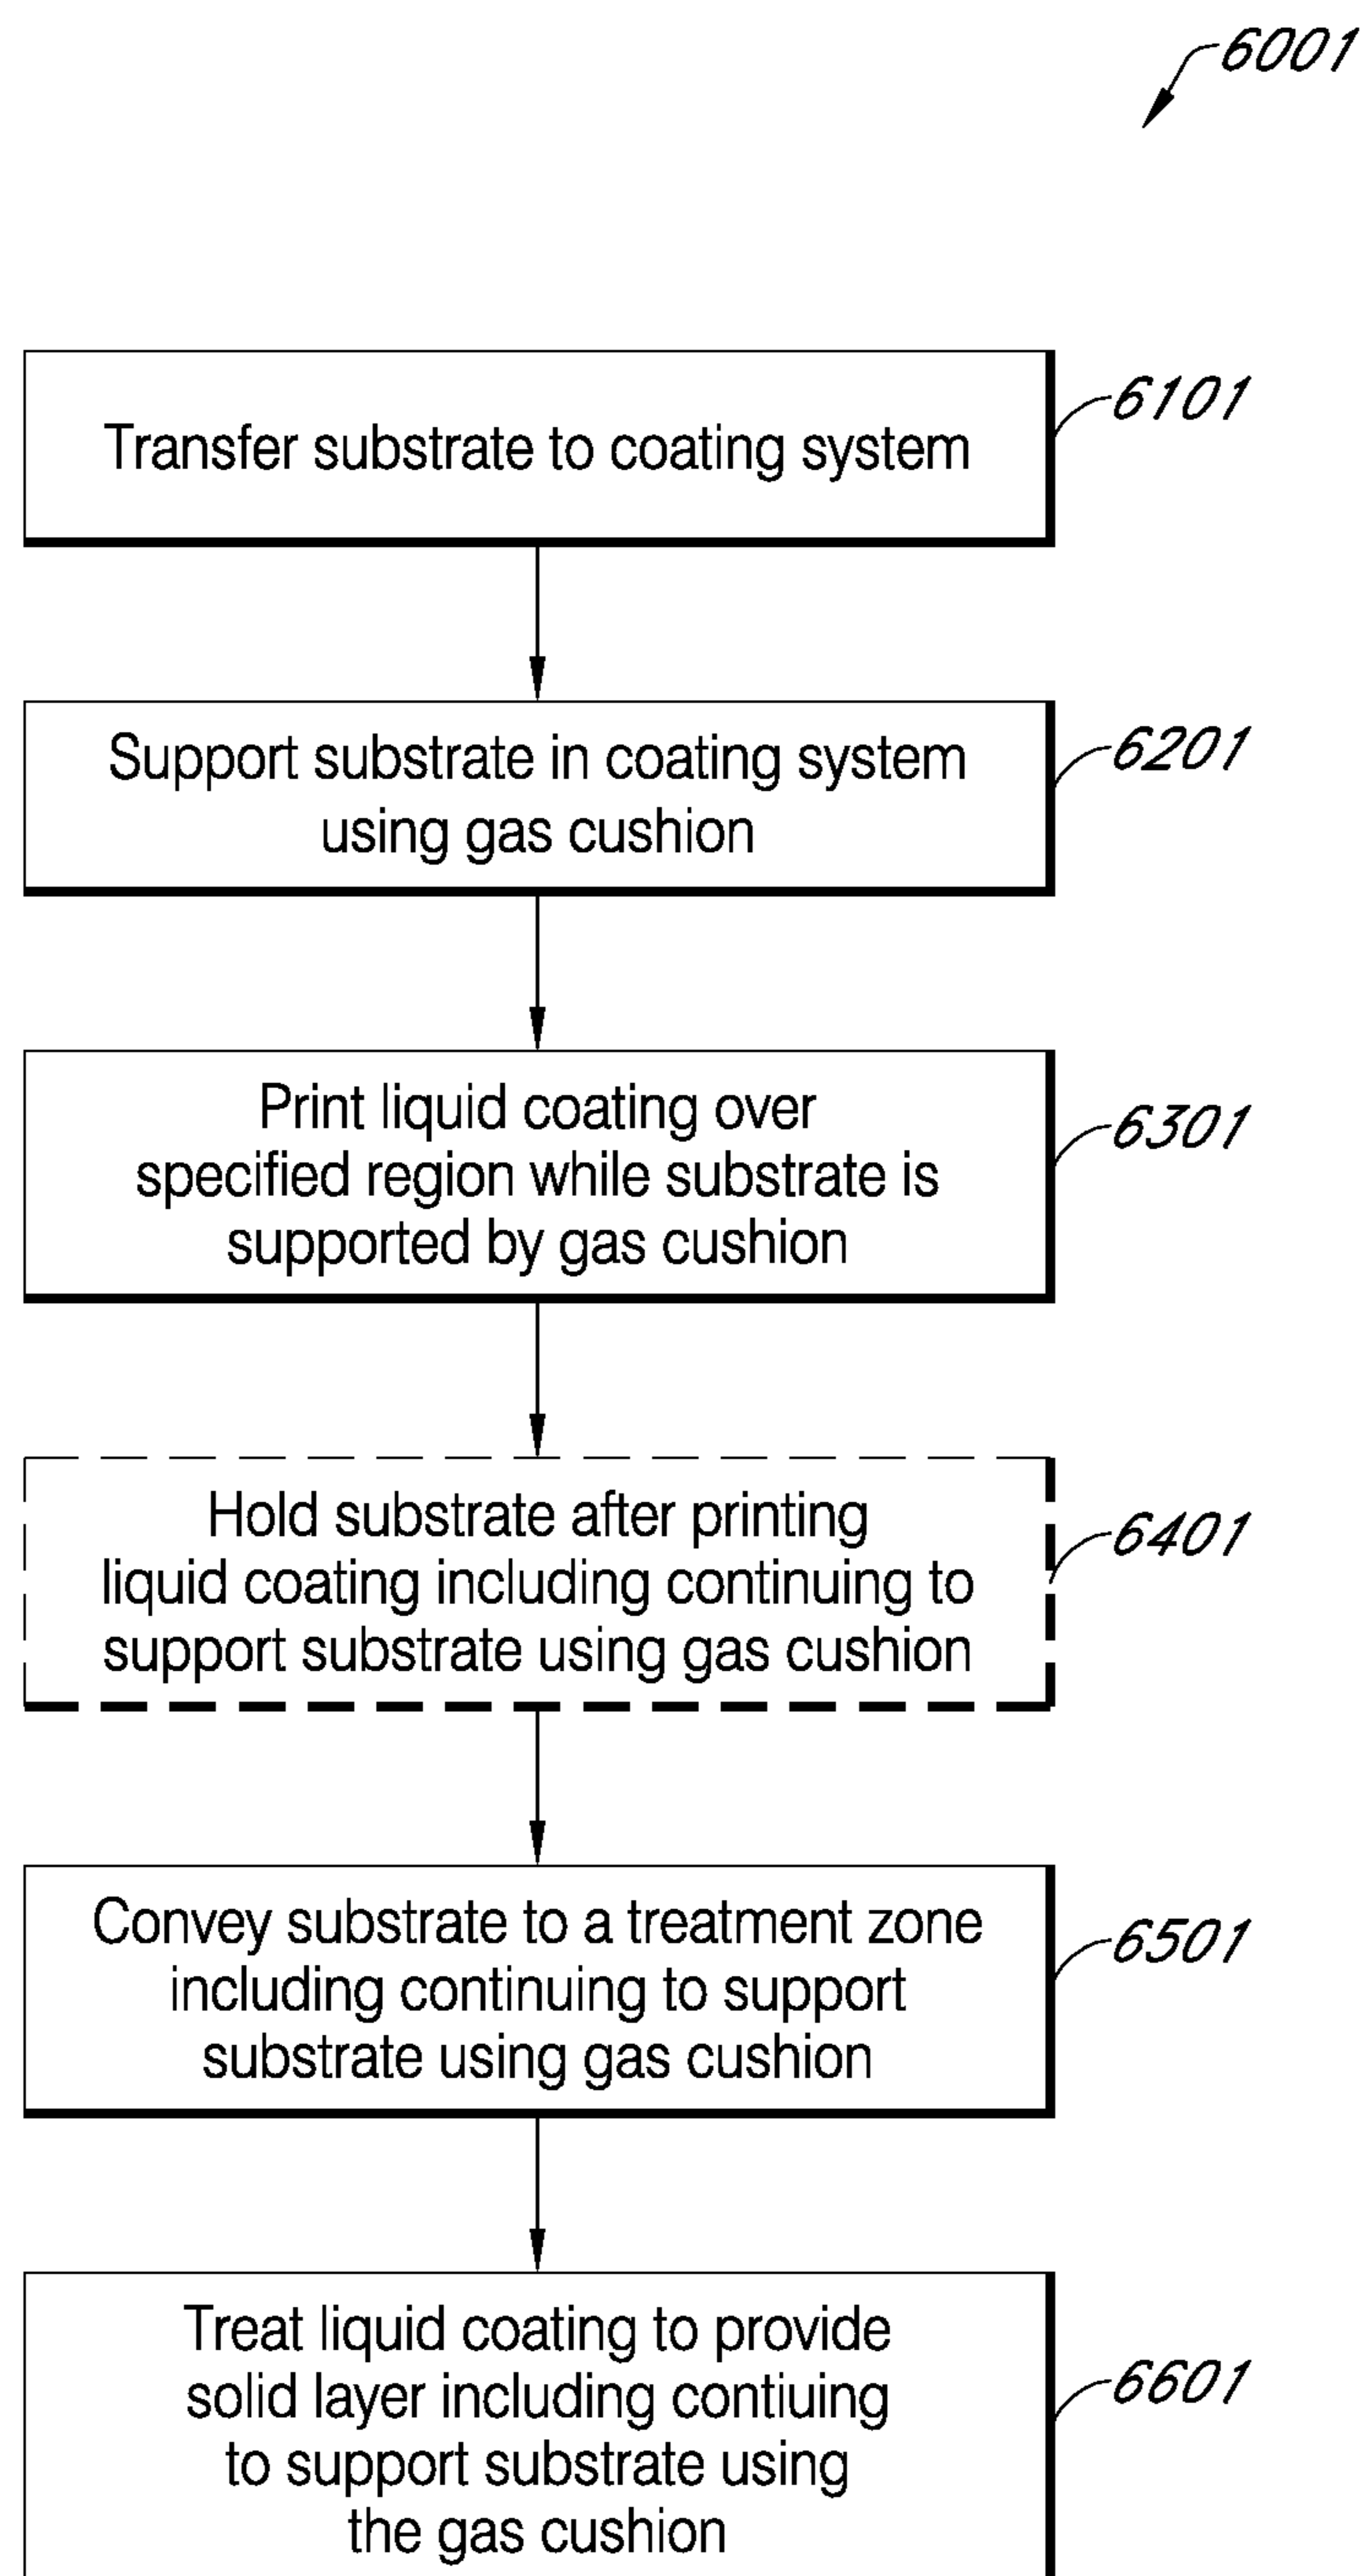 6001
Transfer substrate to coating system
6101
Support substrate in coating system
using gas cushion
6201
Print liquid coating over
specified region while substrate is
supported by gas cushion
6301
Hold substrate after printing
liquid coating including continuing to
support substrate using gas cushion
6401
Convey substrate to a treatment zone
including continuing to support
substrate using gas cushion
6501
Treat liquid coating to provide
solid layer including contiuing
to support substrate using
the gas cushion
6601